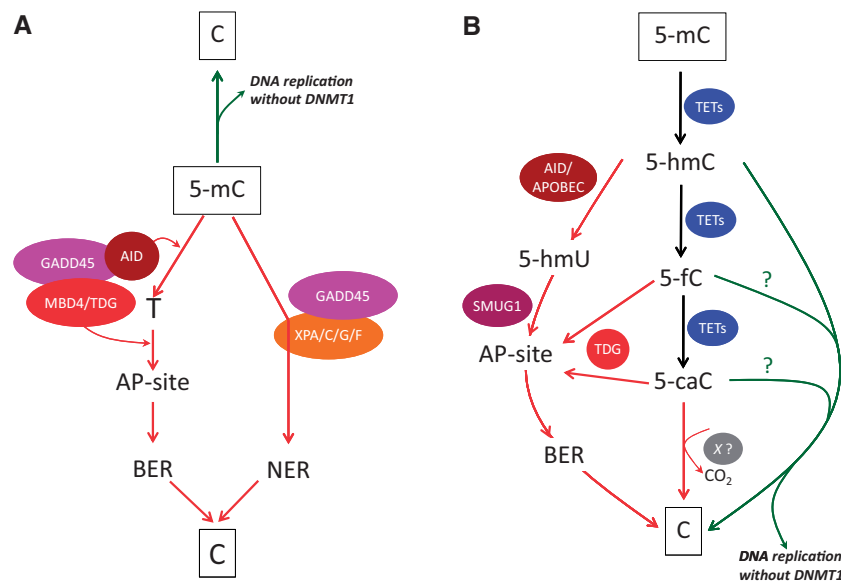 A
C
DNA replication
without DNMT1
5-mC
GADD45
AID
MBD4/TDG
T
GADD45
XPA/C/G/F
AP-site
BER
NER
C
B
5-mC
TETs
5-hmC
AID/
APOBEC
TETs
5-hmU
5-fC
?
SMUG1
TETs
AP-site
TDG
5-caC
?
BER
X ?
CO2
C
DNA replication
without DNMT1